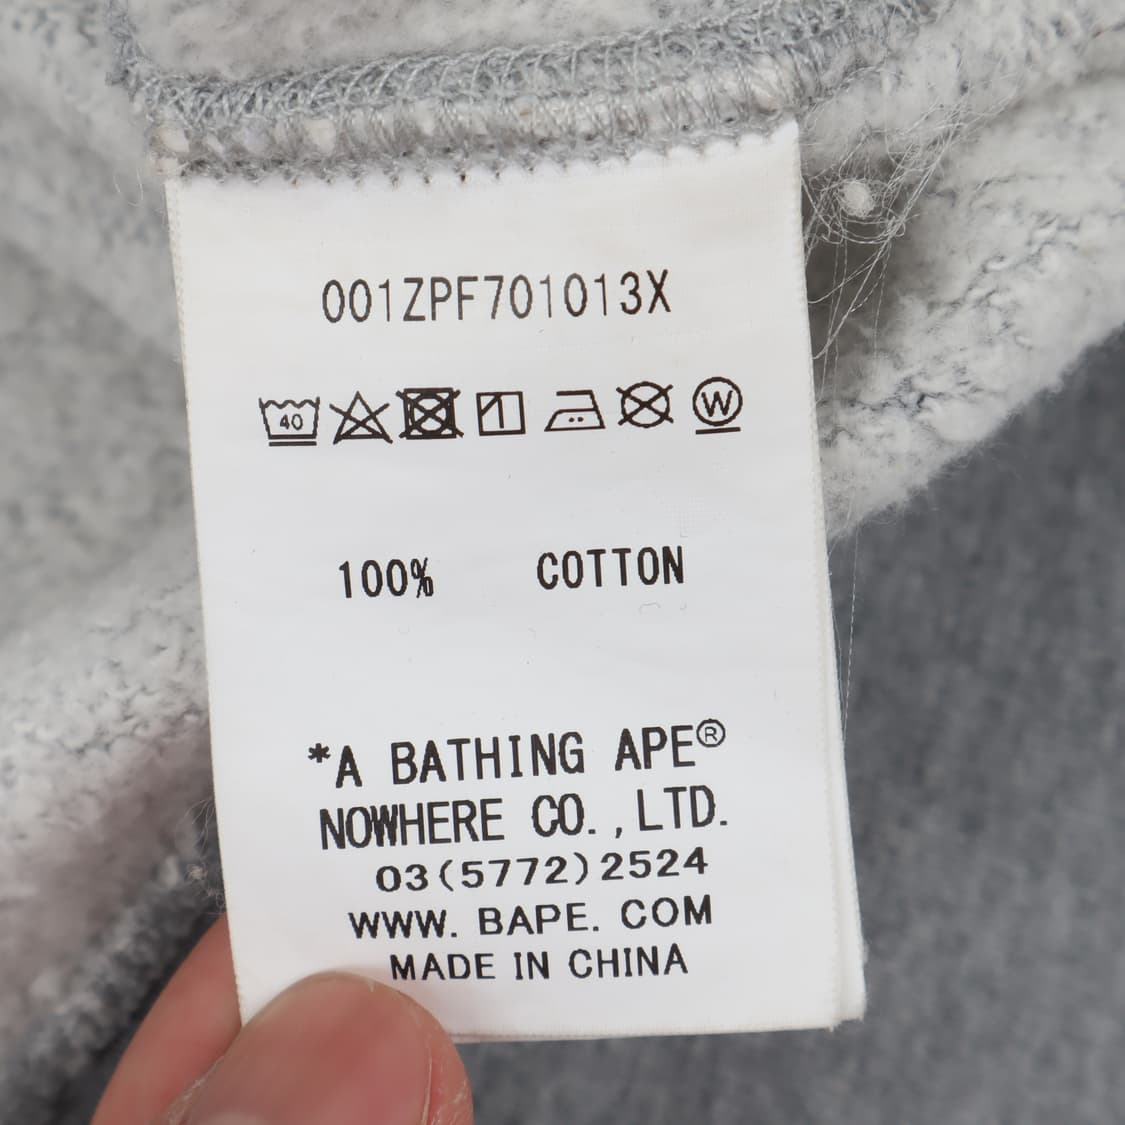 001ZPF701013X
40 W
100% COTTON
*A BATHING APE®
NOWHERE CO.,LTD.
03(5772)2524
WWW. BAPE. COM
MADE IN CHINA